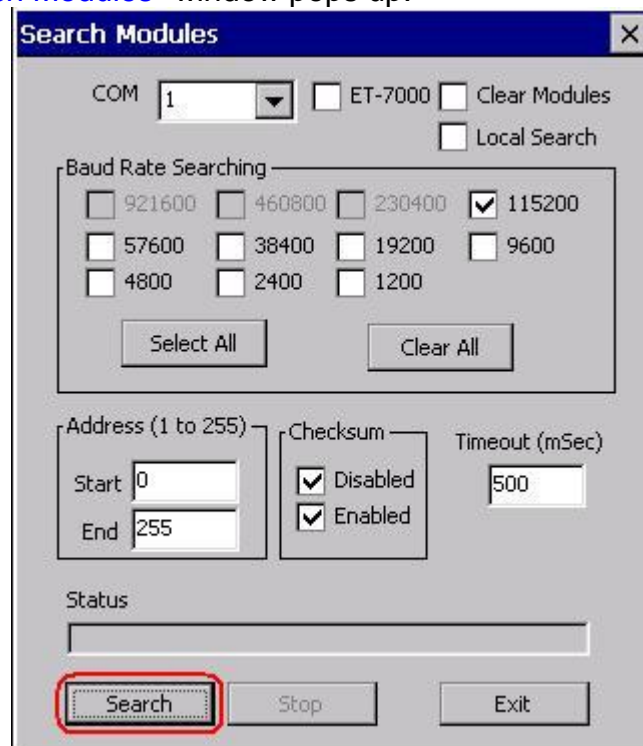 Modules" window pops up.
Search Modules
COM 1 ET-7000 Clear Modules
Local Search
Baud Rate Searching
921600 460800 230400 115200
57600 38400 19200 9600
4800 2400 1200
Select All Clear All
Address (1 to 255) Checksum Timeout (mSec)
Start 0 Disabled 500
End 255 Enabled
Status
Search Stop Exit